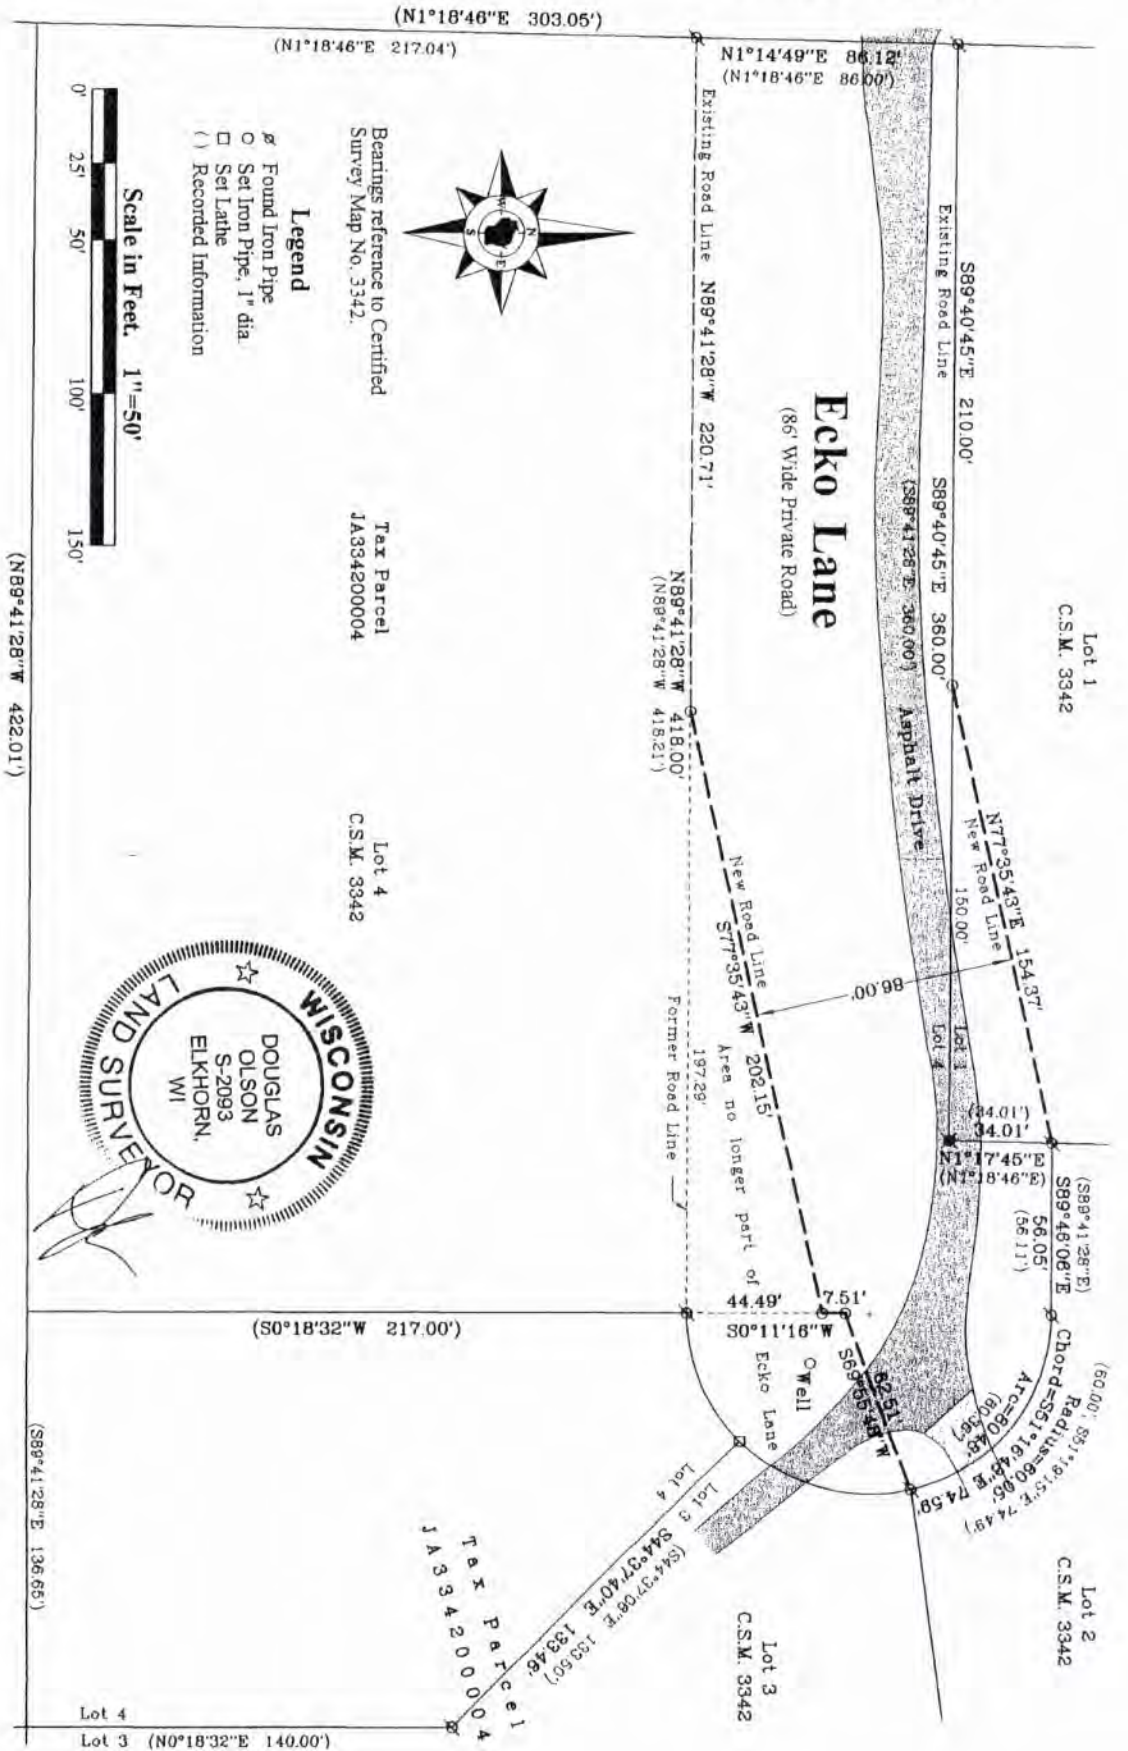 (N1°18'46"E 303.05')
(N1°18'46"E 217.04')
N1°14'49"E 86.12'
(N1°18'46"E 86.00')
Lot 1
C.S.M. 3342
S89°40'45"E 210.00'
Existing Road Line
S89°40'45"E 360.00'
(S89°41'28"E 360.00')
Asphalt Drive
N77°35'43"E 154.37'
New Road Line
150.00'
Lot 1
Lot 4
86.00'
(34.01')
34.01'
N1°17'45"E
(N1°18'46"E)
(S89°41'28"E)
S89°46'06"E
56.05'
(56.11')
(60.00'; S51°19'15"E 74.49')
Radius=60.05'
Chord=S51°16'48"E 74.59'
Arc=80.48'
(80.36')
Lot 2
C.S.M. 3342
Ecko Lane
(86' Wide Private Road)
Existing Road Line N89°41'28"W 220.71'
N89°41'28"W 418.00'
(N89°41'28"W 418.21')
New Road Line
S77°35'43"W 202.15'
Area no longer part of Ecko Lane
197.29'
Former Road Line
44.49'
7.51'
S0°11'16"W
Well
62.51'
S69°55'48"W
Lot 3
C.S.M. 3342
Lot 3
Lot 4
S44°37'40"E 133.46'
(S44°37'06"E 133.60')
Tax Parcel
JA334200004
N
E
S
W
Bearings reference to Certified
Survey Map No. 3342.
Tax Parcel
JA334200004
Lot 4
C.S.M. 3342
Legend
Found Iron Pipe
Set Iron Pipe, 1" dia.
Set Lathe
( ) Recorded Information
Scale in Feet. 1"=50'
0' 25' 50' 100' 150'
WISCONSIN
DOUGLAS
OLSON
S-2093
ELKHORN,
WI
LAND SURVEYOR
(S0°18'32"W 217.00')
(N89°41'28"W 422.01')
(S89°41'28"E 136.65')
Lot 4
Lot 3 (N0°18'32"E 140.00')